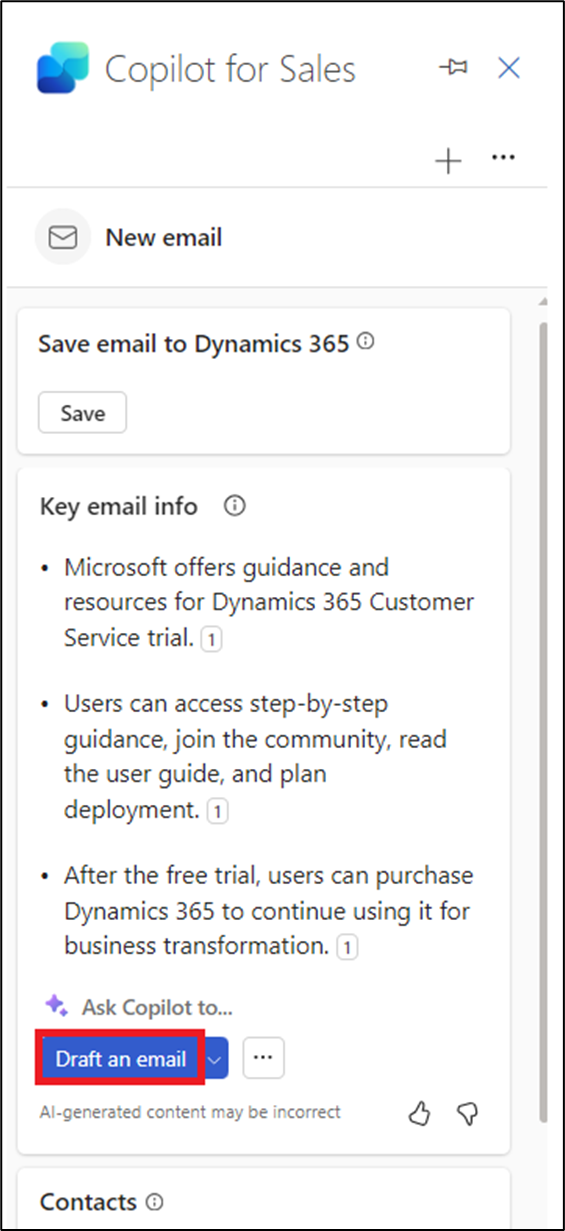 Copilot for Sales
New email
Save email to Dynamics 365
Save
Key email info
• Microsoft offers guidance and
resources for Dynamics 365 Customer
Service trial. 1
• Users can access step-by-step
guidance, join the community, read
the user guide, and plan
deployment. 1
• After the free trial, users can purchase
Dynamics 365 to continue using it for
business transformation. 1
Ask Copilot to...
Draft an email
AI-generated content may be incorrect
Contacts